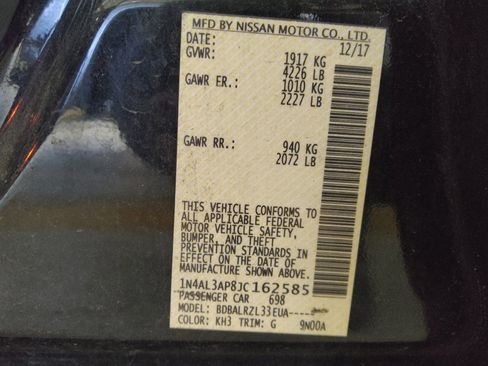 MFD BY NISSAN MOTOR CO., LTD.
DATE: 12/17
GVWR: 1917 KG
4226 LB
GAWR FR.: 1010 KG
2227 LB
GAWR RR.: 940 KG
2072 LB
THIS VEHICLE CONFORMS TO
ALL APPLICABLE FEDERAL
MOTOR VEHICLE SAFETY,
BUMPER, AND THEFT
PREVENTION STANDARDS IN
EFFECT ON THE DATE OF
MANUFACTURE SHOWN ABOVE.
1N4AL3AP8JC162585
PASSENGER CAR 698
MODEL: BDBALRZL33EUA-----
COLOR: KH3 TRIM: G 9N00A